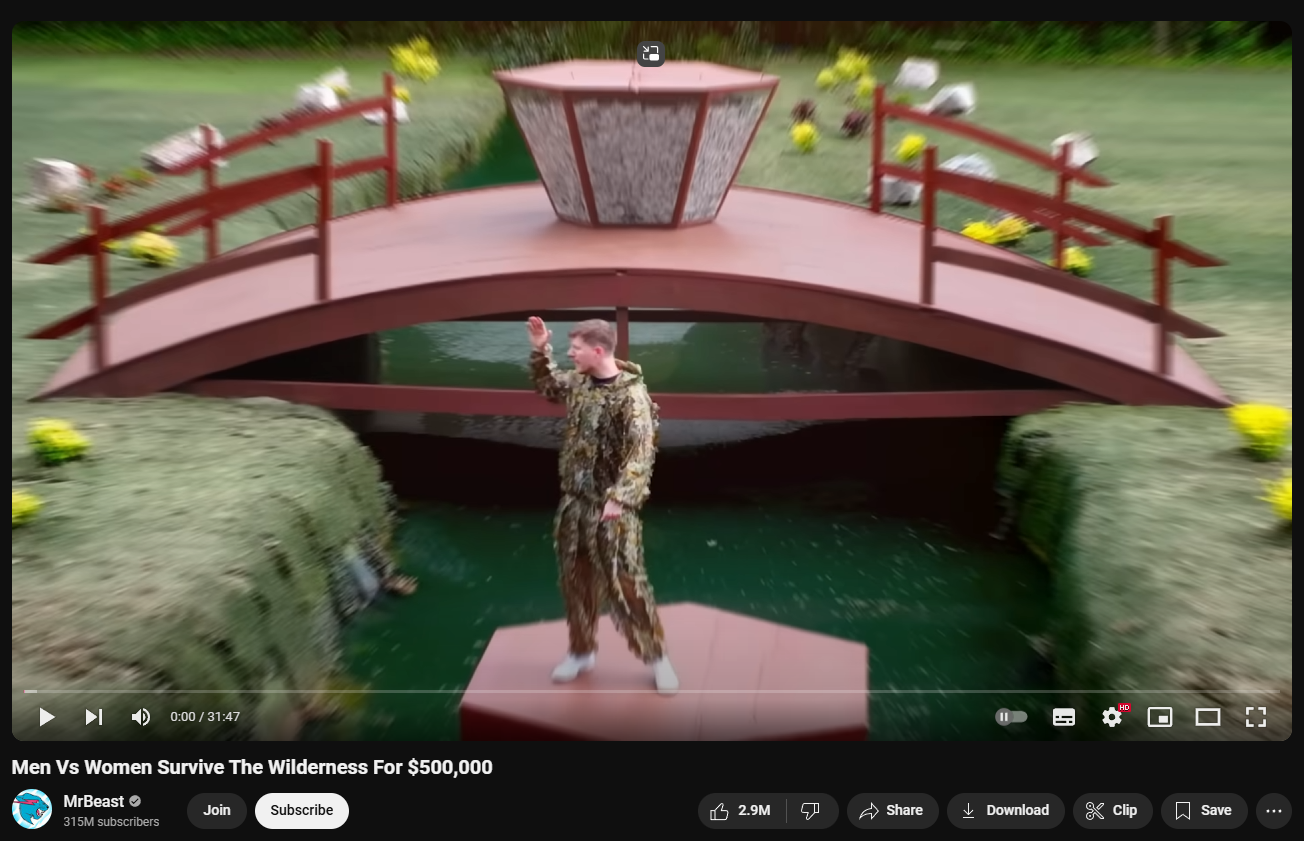 HD
0:00 / 31:47
Men Vs Women Survive The Wilderness For $500,000
MrBeast
315M subscribers
Join
Subscribe
2.9M
Share
Download
Clip
Save